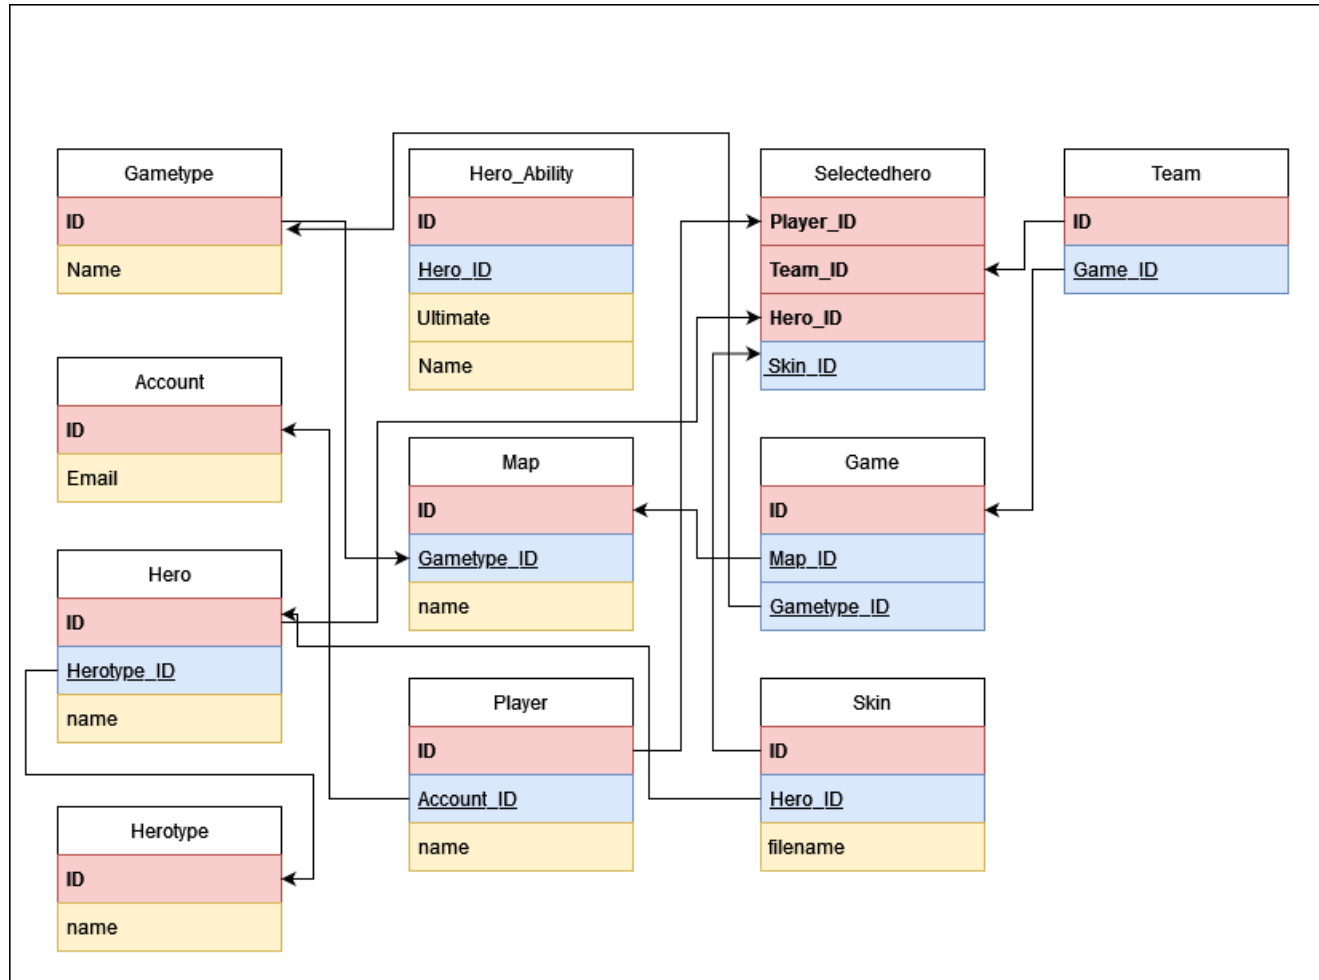 Gametype
ID
Name
Hero_Ability
ID
Hero_ID
Ultimate
Name
Selectedhero
Player_ID
Team_ID
Hero_ID
Skin_ID
Team
ID
Game_ID
Account
ID
Email
Map
ID
Gametype_ID
name
Game
ID
Map_ID
Gametype_ID
Hero
ID
Herotype_ID
name
Player
ID
Account_ID
name
Skin
ID
Hero_ID
filename
Herotype
ID
name